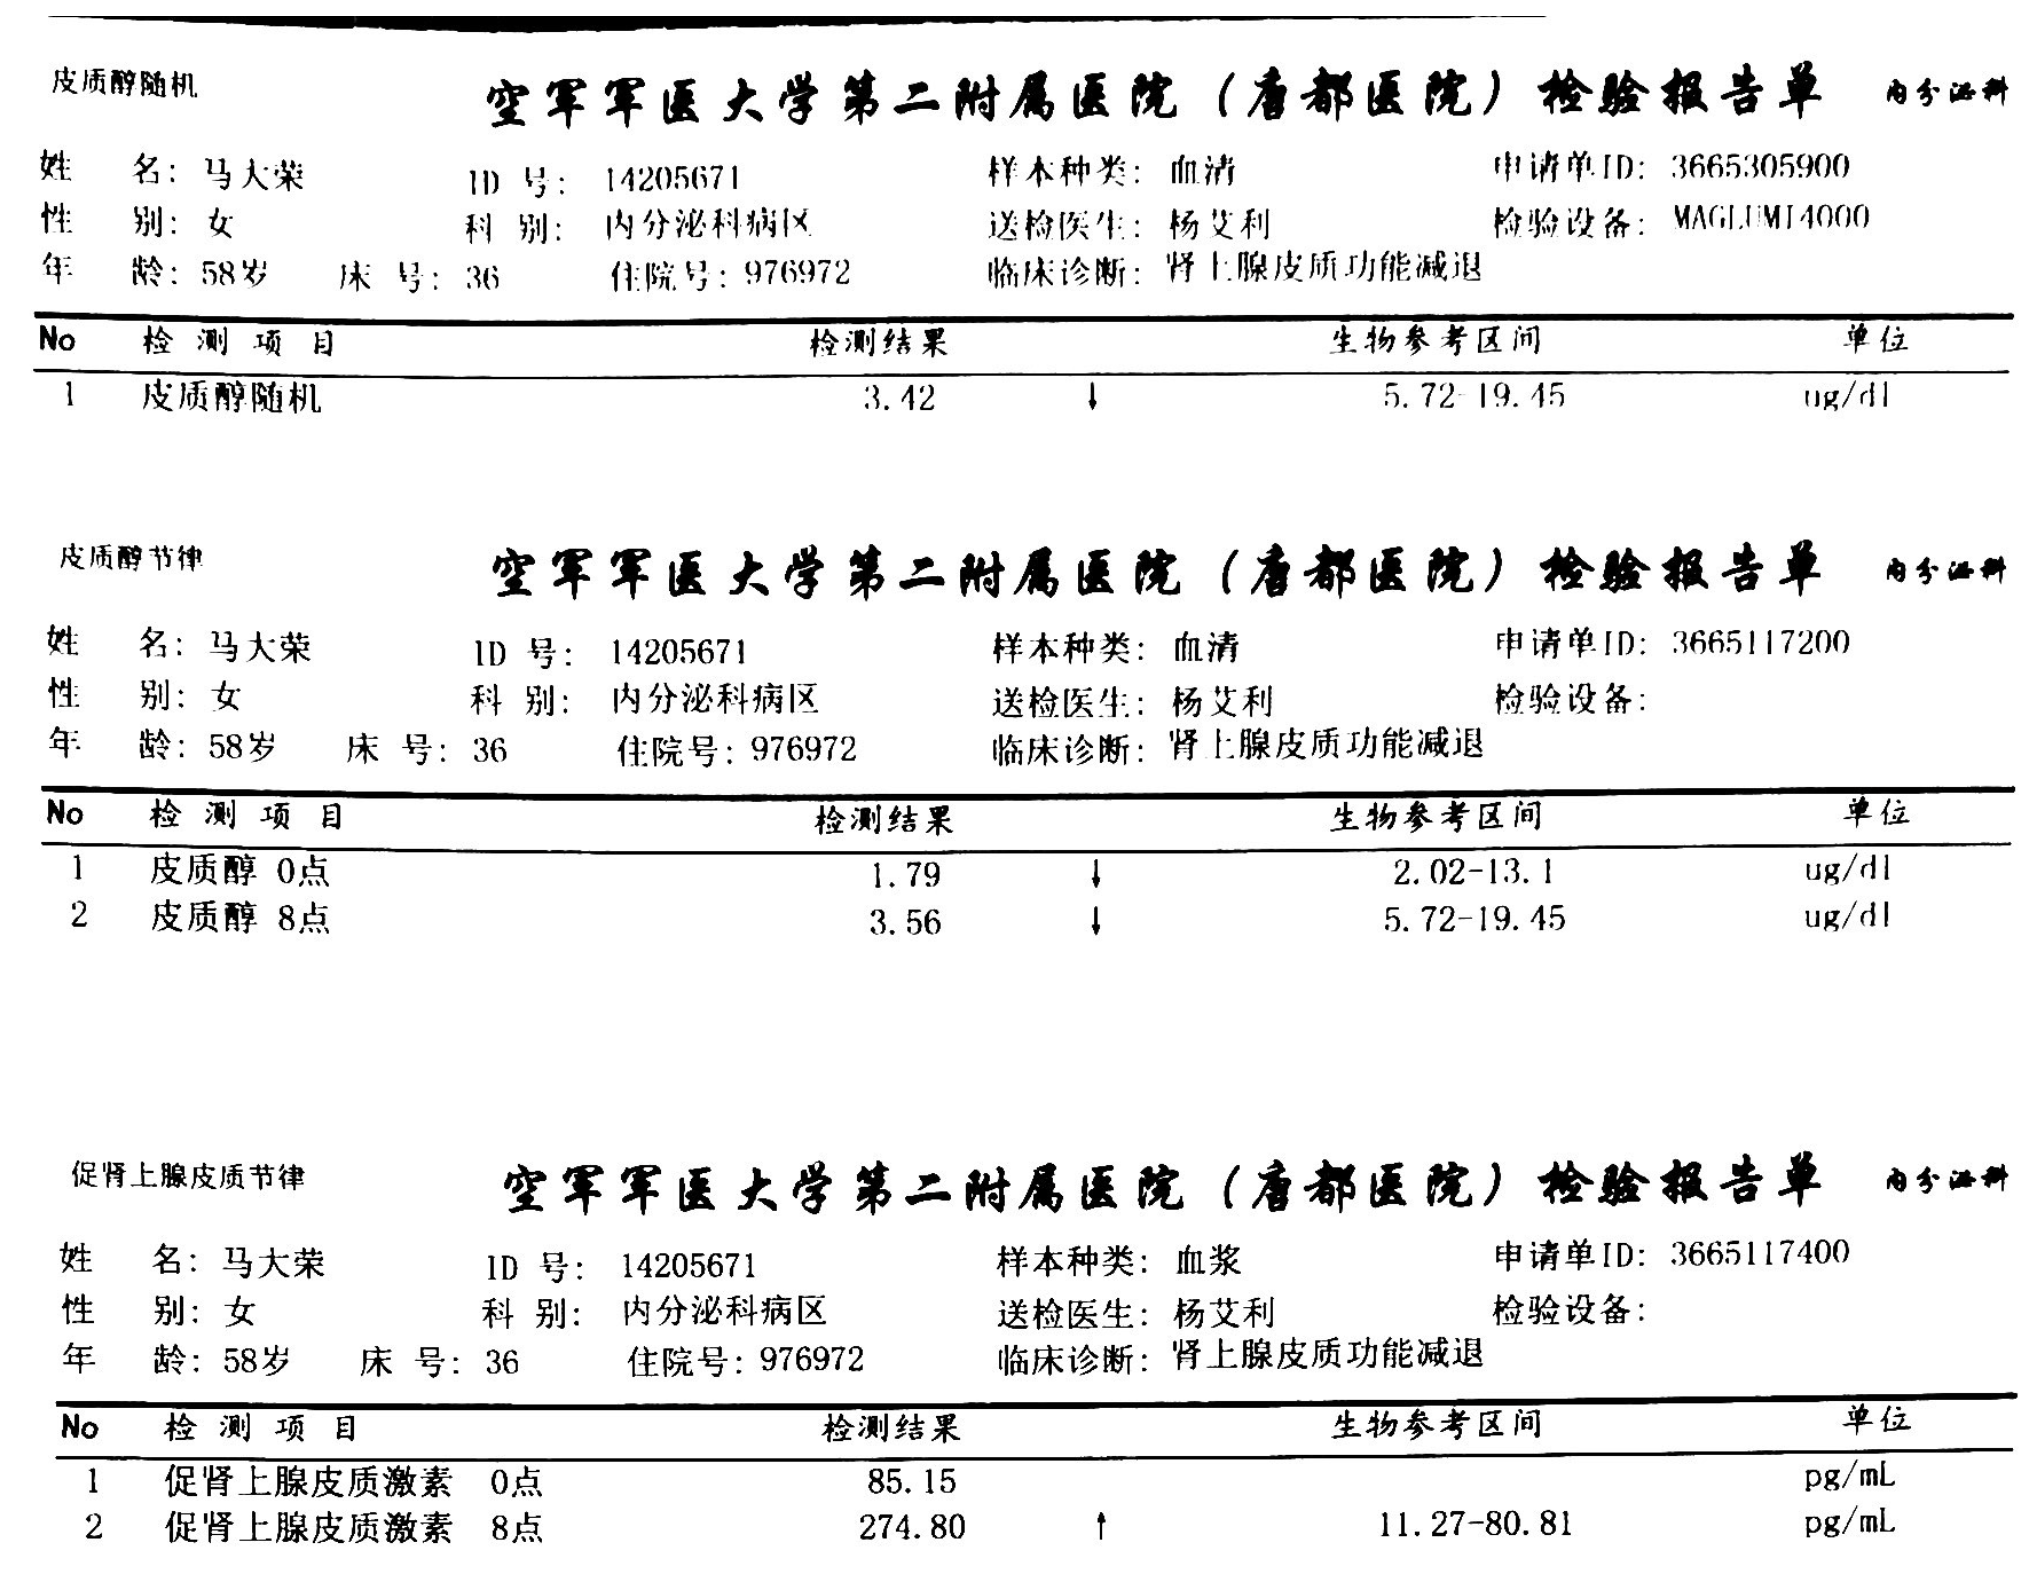 皮质醇随机 空军军医大学第二附属医院（唐都医院）检验报告单 内分泌科
姓 名：马大荣 ID 号：14205671 样本种类：血清 申请单ID：3665305900
性 别：女 科 别：内分泌科病区 送检医生：杨艾利 检验设备：MAGLUMI4000
年 龄：58岁 床 号：36 住院号：976972 临床诊断：肾上腺皮质功能减退
No 检 测 项 目 检测结果 生物参考区间 单位
1 皮质醇随机 3.42 ↓ 5.72-19.45 ug/dl
皮质醇节律 空军军医大学第二附属医院（唐都医院）检验报告单 内分泌科
姓 名：马大荣 ID 号：14205671 样本种类：血清 申请单ID：3665117200
性 别：女 科 别：内分泌科病区 送检医生：杨艾利 检验设备：
年 龄：58岁 床 号：36 住院号：976972 临床诊断：肾上腺皮质功能减退
No 检 测 项 目 检测结果 生物参考区间 单位
1 皮质醇 0点 1.79 ↓ 2.02-13.1 ug/dl
2 皮质醇 8点 3.56 ↓ 5.72-19.45 ug/dl
促肾上腺皮质节律 空军军医大学第二附属医院（唐都医院）检验报告单 内分泌科
姓 名：马大荣 ID 号：14205671 样本种类：血浆 申请单ID：3665117400
性 别：女 科 别：内分泌科病区 送检医生：杨艾利 检验设备：
年 龄：58岁 床 号：36 住院号：976972 临床诊断：肾上腺皮质功能减退
No 检 测 项 目 检测结果 生物参考区间 单位
1 促肾上腺皮质激素 0点 85.15 pg/mL
2 促肾上腺皮质激素 8点 274.80 ↑ 11.27-80.81 pg/mL